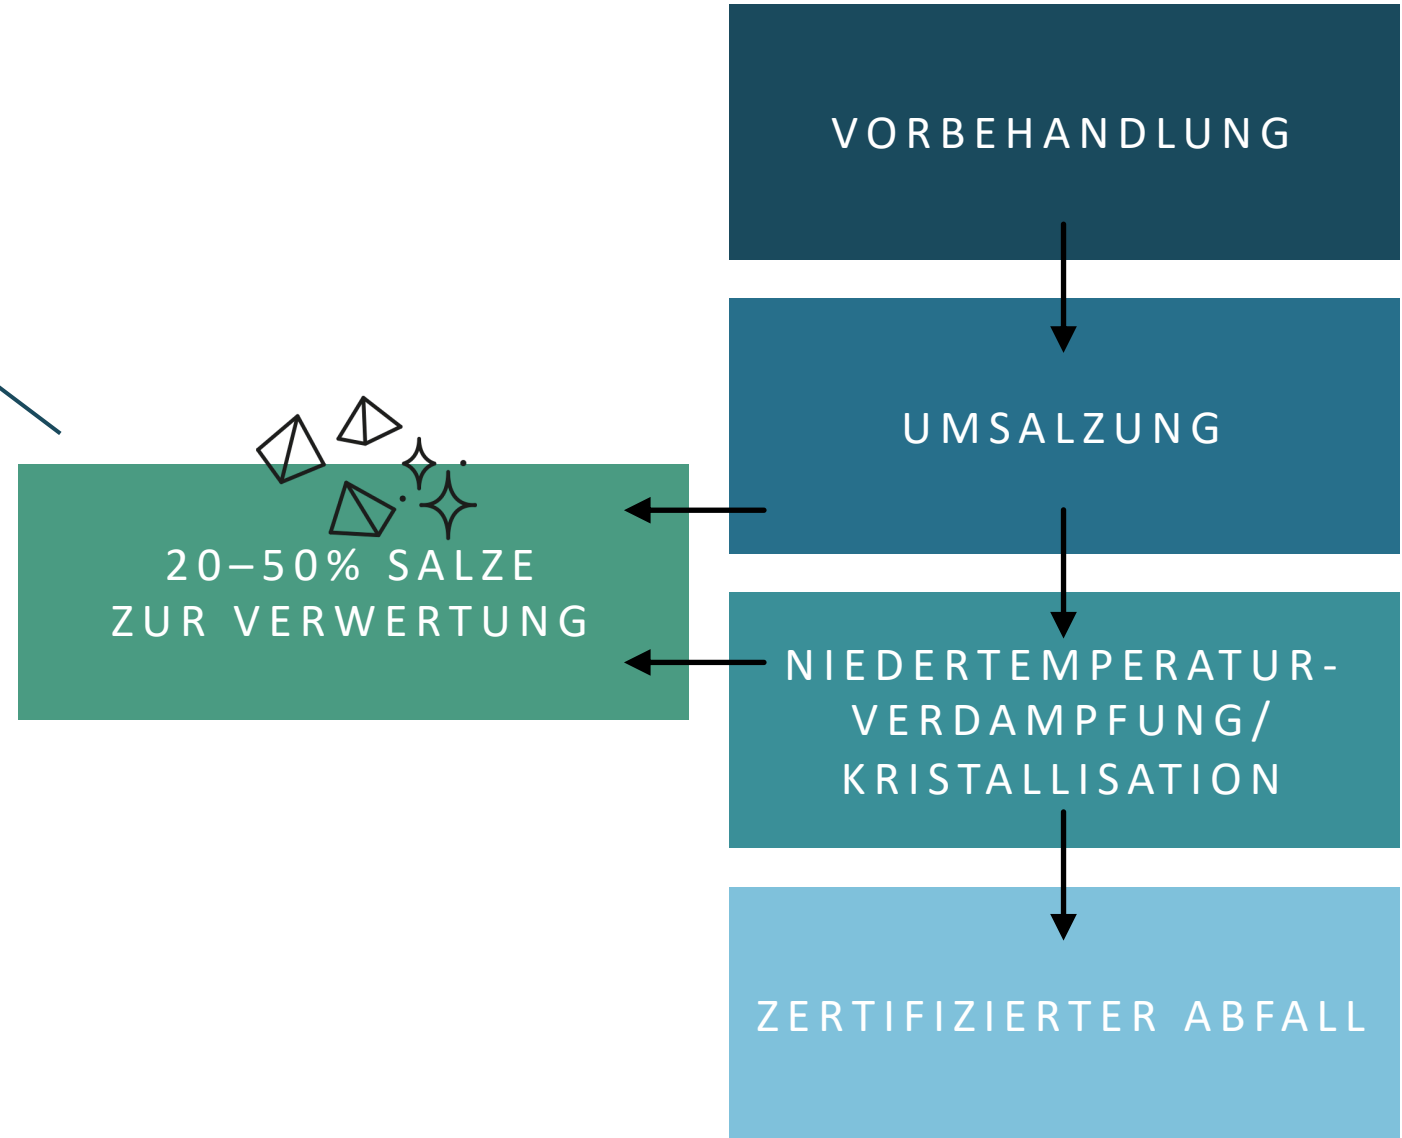 VORBEHANDLUNG
UMSALZUNG
20–50% SALZE
ZUR VERWERTUNG
NIEDERTEMPERATUR-
VERDAMPFUNG/
KRISTALLISATION
ZERTIFIZIERTER ABFALL